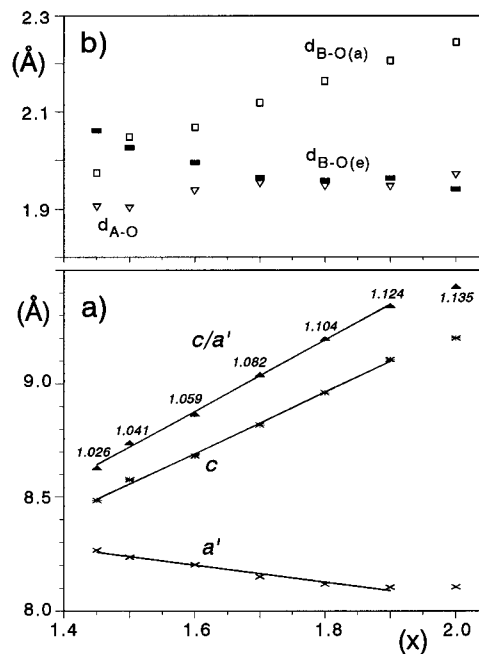 2.3
b)
(Å)
d_B-O(a)
2.1
d_B-O(e)
1.9
d_A-O
(Å)
a)
1.124
1.135
c/a'
1.104
9.0
1.082
1.059
1.041
1.026
c
8.5
a'
8.0
1.4 1.6 1.8 (x) 2.0